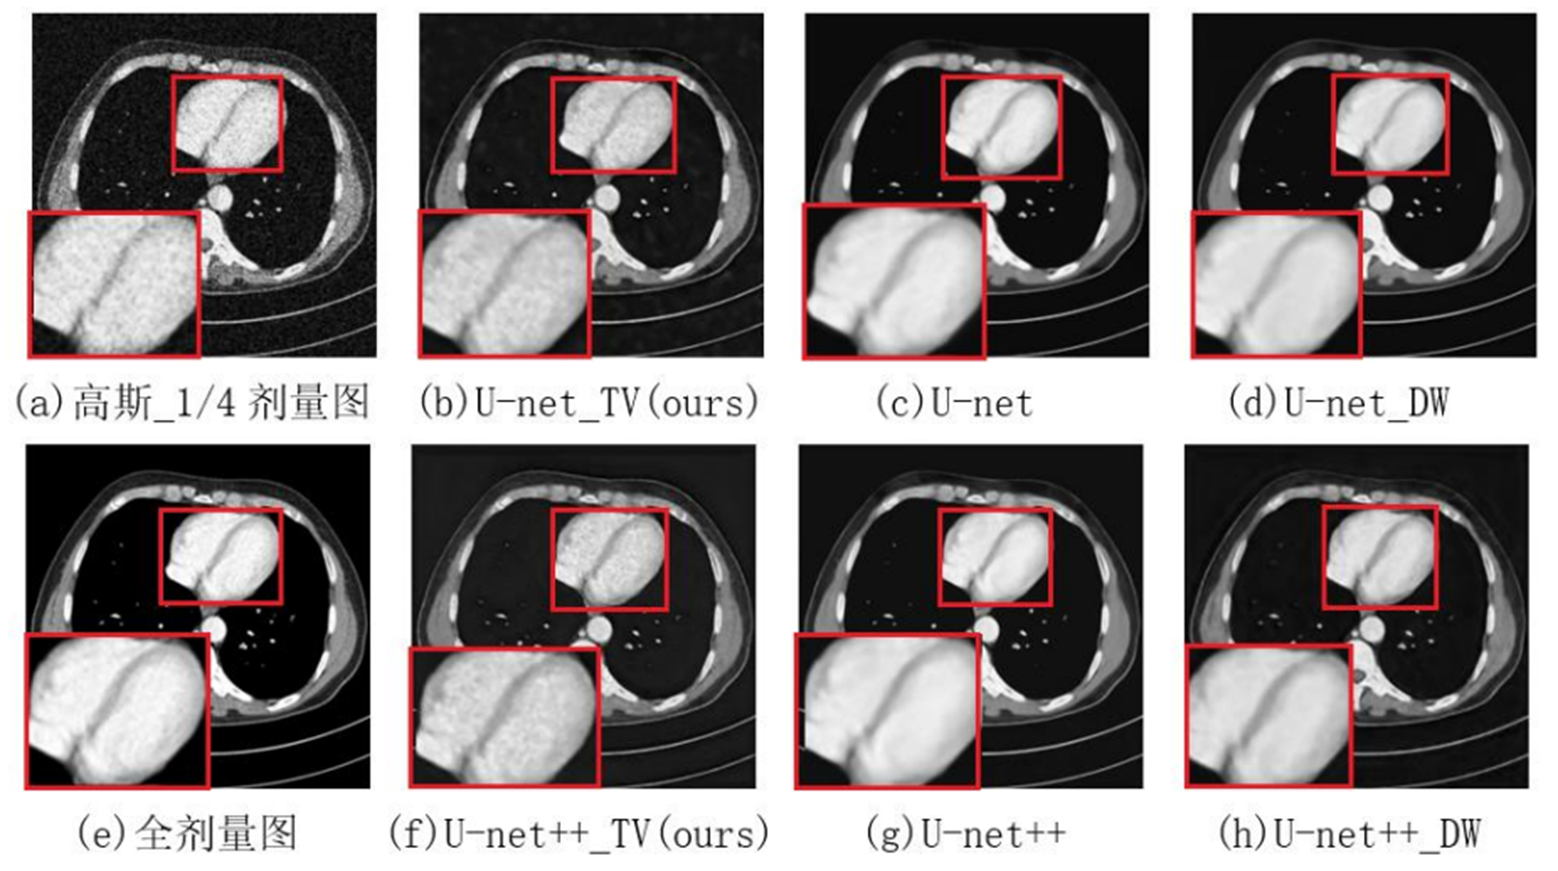 (a)高斯_1/4 剂量图
(b)U-net_TV(ours)
(c)U-net
(d)U-net_DW
(e)全剂量图
(f)U-net++_TV(ours)
(g)U-net++
(h)U-net++_DW